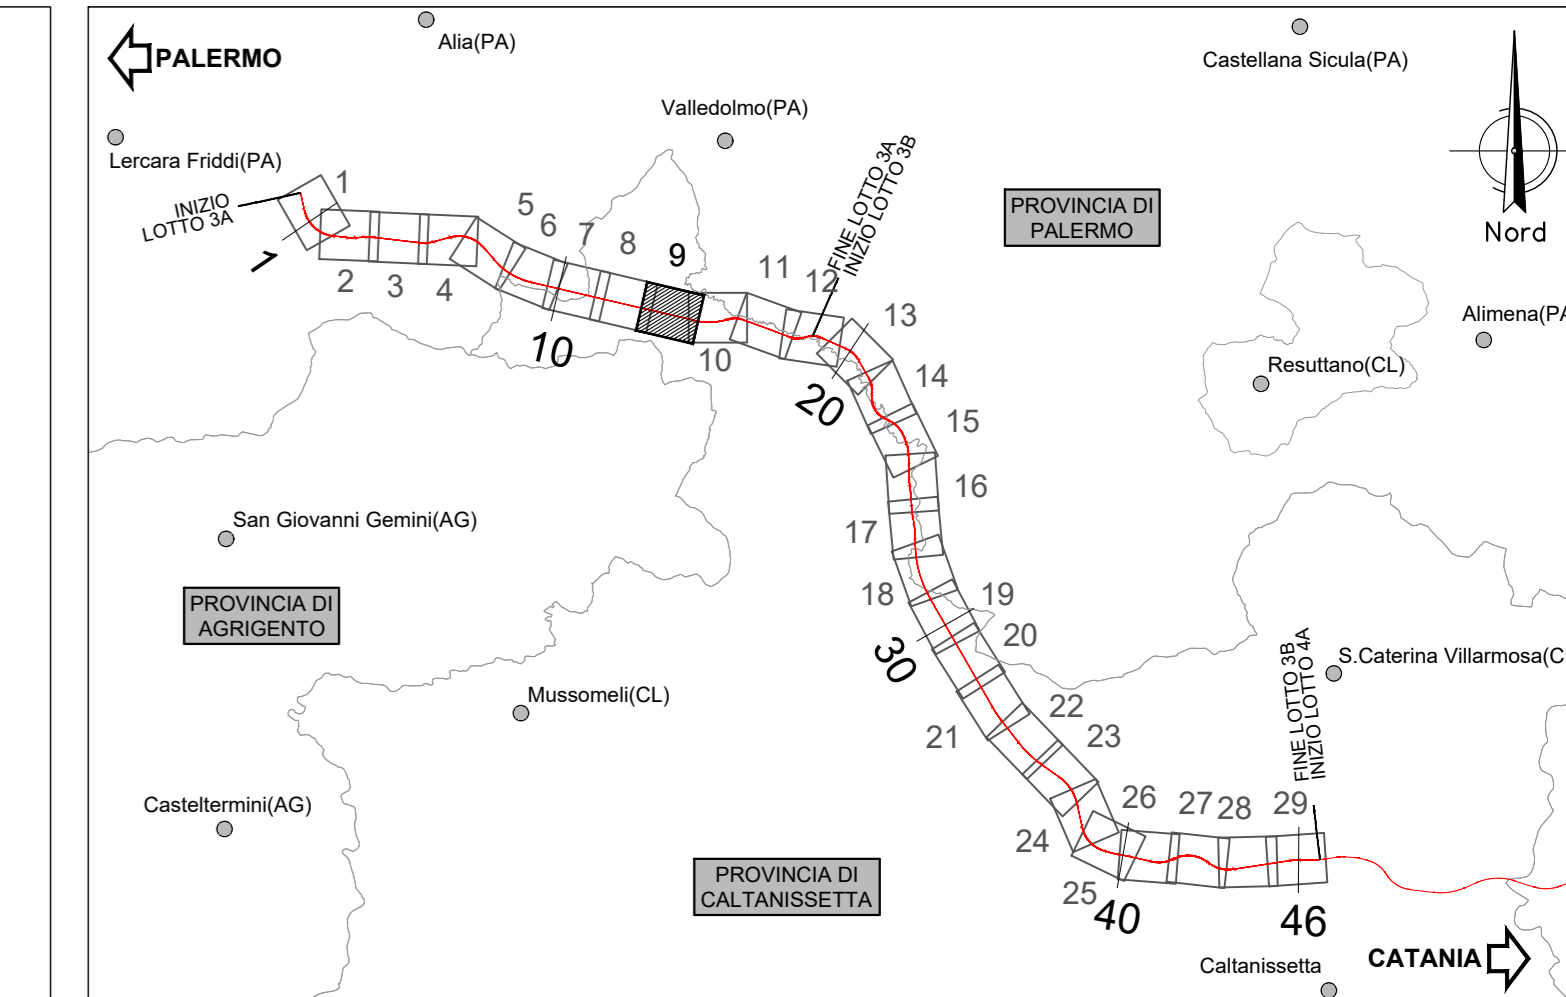 PALERMO
Alia(PA)
Castellana Sicula(PA)
Valledolmo(PA)
Lercara Friddi(PA)
INIZIO
LOTTO 3A
FINE LOTTO 3A
INIZIO LOTTO 3B
PROVINCIA DI
PALERMO
Nord
1
1
2
3
4
5
6
7
8
9
10
10
11
12
13
14
15
16
17
18
19
20
20
21
22
23
24
25
26
27
28
29
30
40
46
Alimena(PA
Resuttano(CL)
San Giovanni Gemini(AG)
PROVINCIA DI
AGRIGENTO
Mussomeli(CL)
Casteltermini(AG)
PROVINCIA DI
CALTANISSETTA
FINE LOTTO 3B
INIZIO LOTTO 4A
S.Caterina Villarmosa(C
Caltanissetta
CATANIA